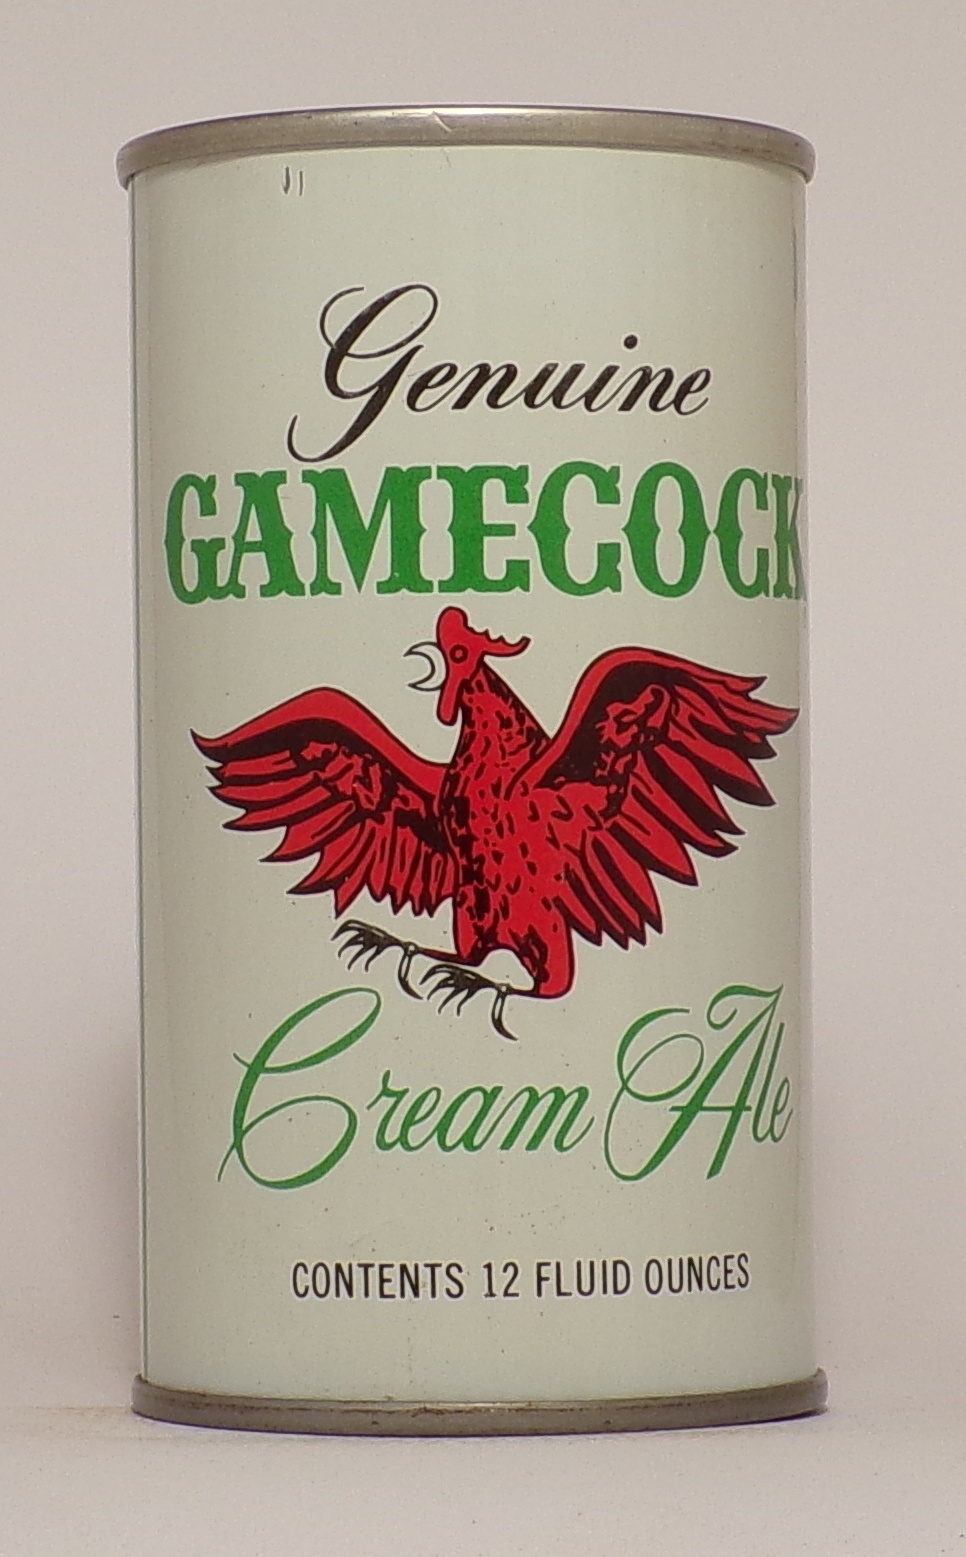 Genuine
GAMECOCK
Cream Ale
CONTENTS 12 FLUID OUNCES